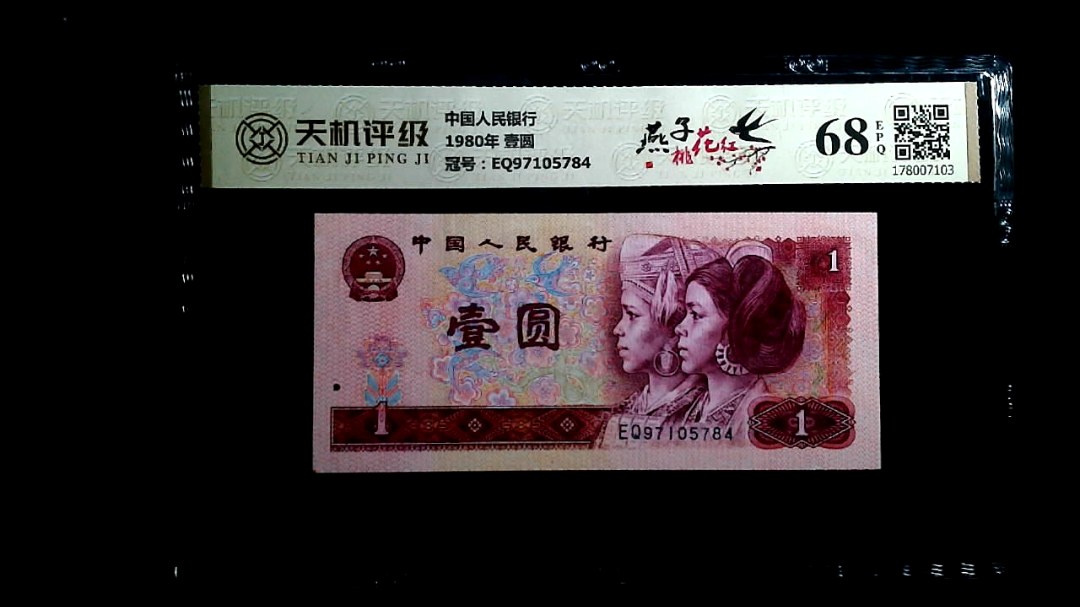 天机评级
TIAN JI PING JI
中国人民银行
1980年 壹圆
冠号：EQ97105784
燕子
桃花红
68
EPQ
178007103
中国人民银行
1
壹圆
1
EQ97105784
1